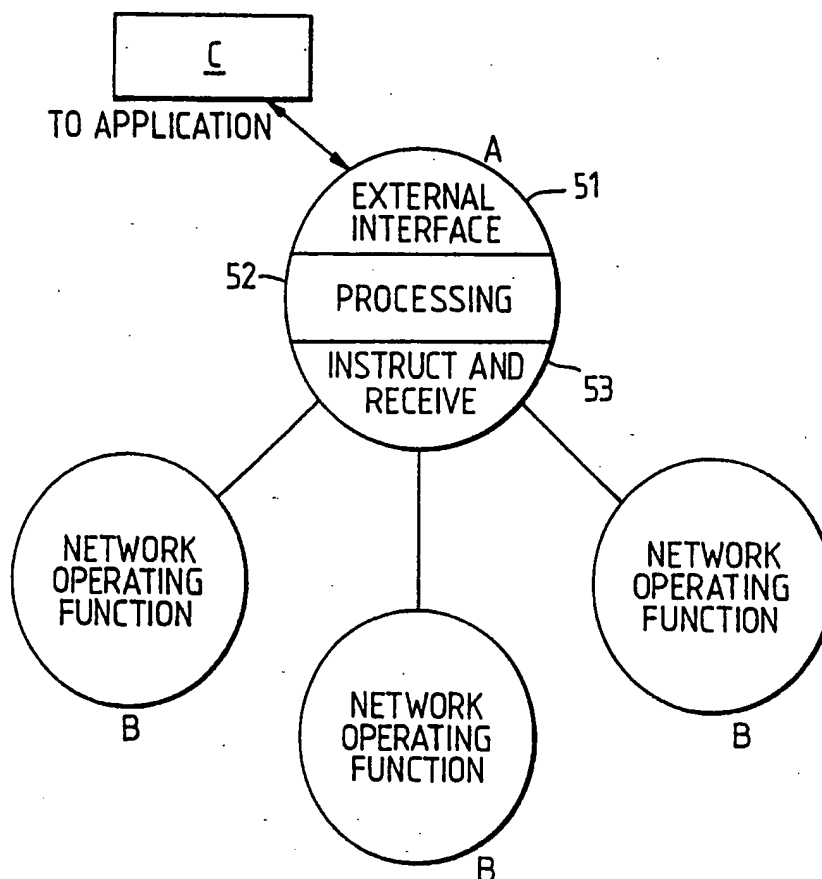 C
TO APPLICATION
A
EXTERNAL
INTERFACE
51
52
PROCESSING
INSTRUCT AND
RECEIVE
53
NETWORK
OPERATING
FUNCTION
B
NETWORK
OPERATING
FUNCTION
B
NETWORK
OPERATING
FUNCTION
B